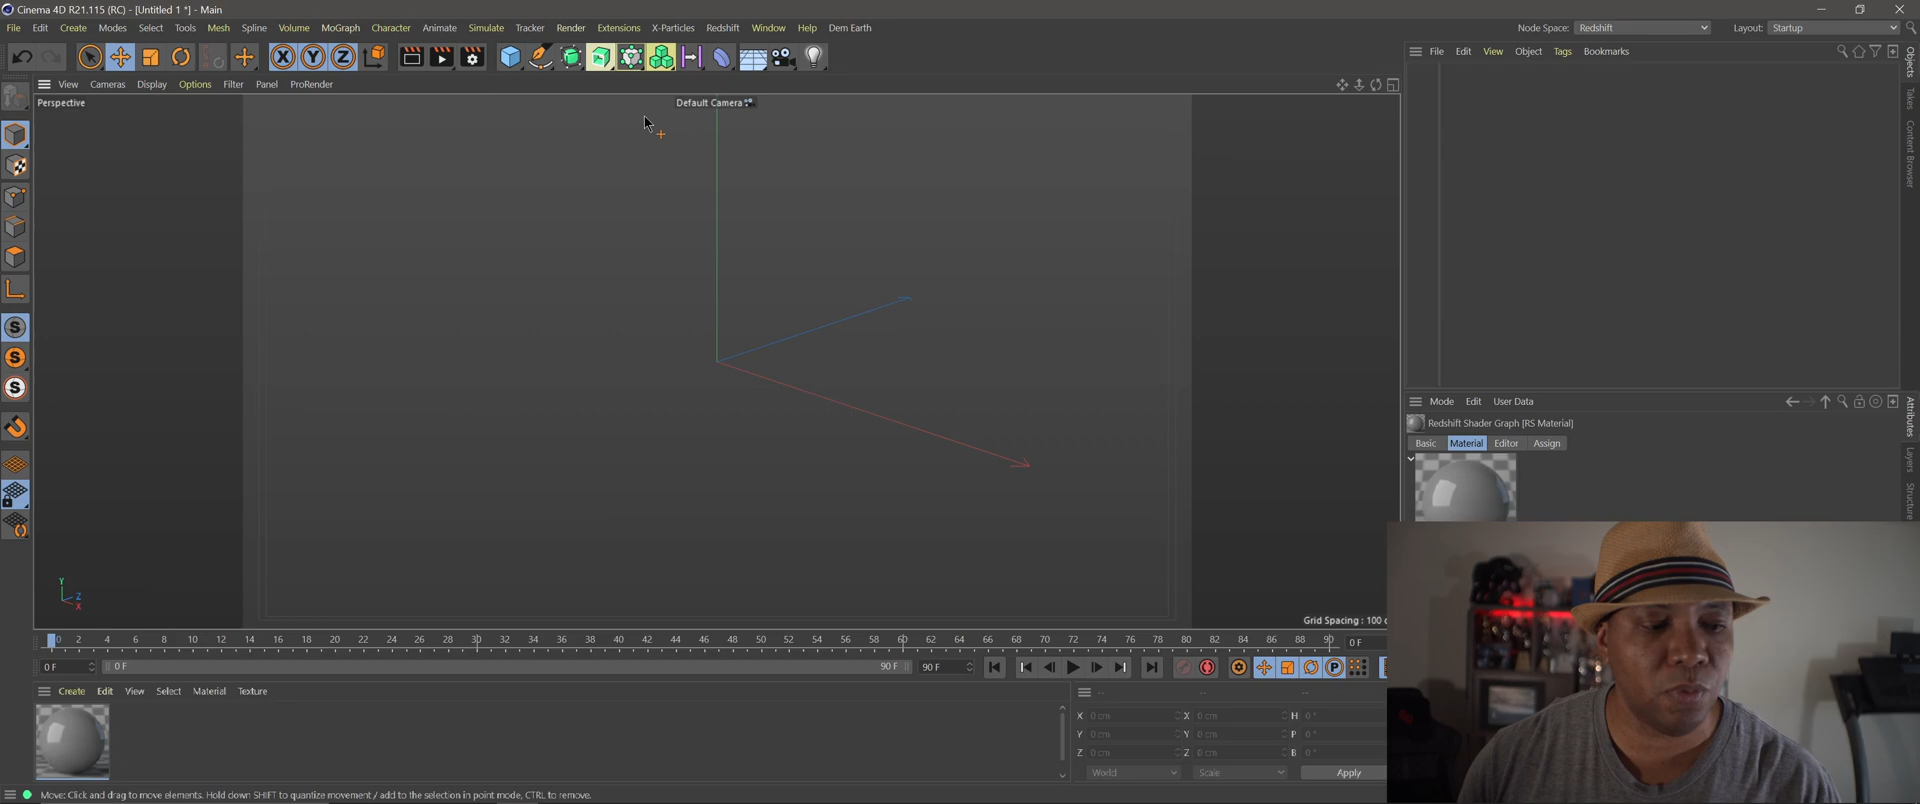 Cinema 4D R21.115 (RC) - [Untitled 1 *] - Main
File Edit Create Modes Select Tools Mesh Spline Volume MoGraph Character Animate Simulate Tracker Render Extensions X-Particles Redshift Window Help Dem Earth Node Space: Redshift Layout: Startup
X Y Z File Edit View Object Tags Bookmarks
View Cameras Display Options Filter Panel ProRender
Perspective Default Camera
Objects
Takes
Content Browser
Mode Edit User Data
Redshift Shader Graph [RS Material]
Basic Material Editor Assign
Attributes
Layers
Structure
S
S
S
Y
Z
X
Grid Spacing : 100 c
0 2 4 6 8 10 12 14 16 18 20 22 24 26 28 30 32 34 36 38 40 42 44 46 48 50 52 54 56 58 60 62 64 66 68 70 72 74 76 78 80 82 84 86 88 90 0 F
0 F 0 F 90 F 90 F P
Create Edit View Select Material Texture -- -- --
X 0 cm X 0 cm H 0 °
Y 0 cm Y 0 cm P 0 °
Z 0 cm Z 0 cm B 0 °
World Scale Apply
Move: Click and drag to move elements. Hold down SHIFT to quantize movement / add to the selection in point mode, CTRL to remove.